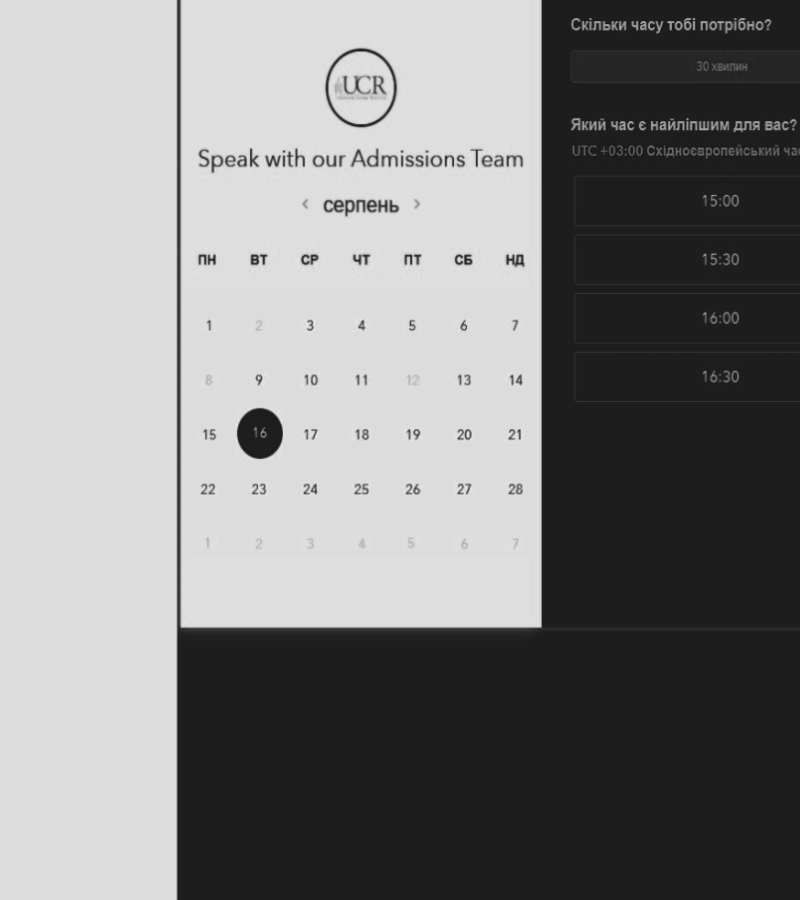 UCR
Speak with our Admissions Team
‹ серпень ›
ПН ВТ СР ЧТ ПТ СБ НД
1 2 3 4 5 6 7
8 9 10 11 12 13 14
15 16 17 18 19 20 21
22 23 24 25 26 27 28
1 2 3 4 5 6 7
Скільки часу тобі потрібно?
30 хвилин
Який час є найліпшим для вас?
UTC +03:00 Східноєвропейський час
15:00
15:30
16:00
16:30